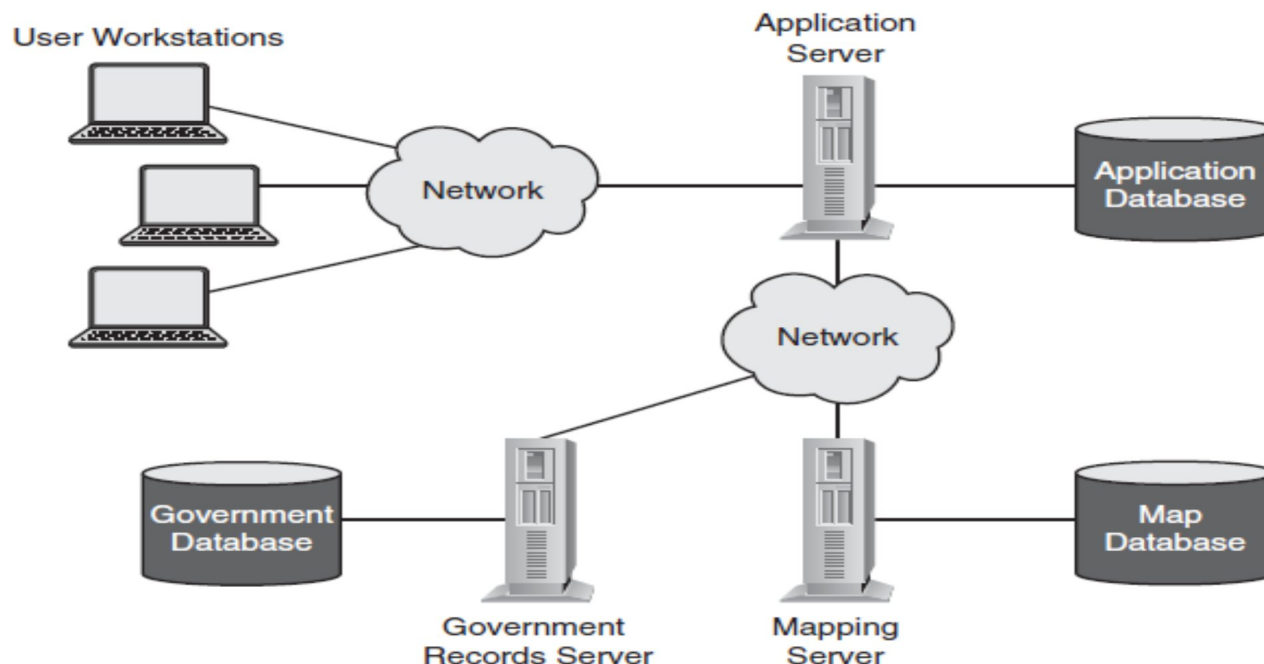 User Workstations
Application
Server
Network
Application
Database
Network
Government
Database
Map
Database
Government
Records Server
Mapping
Server